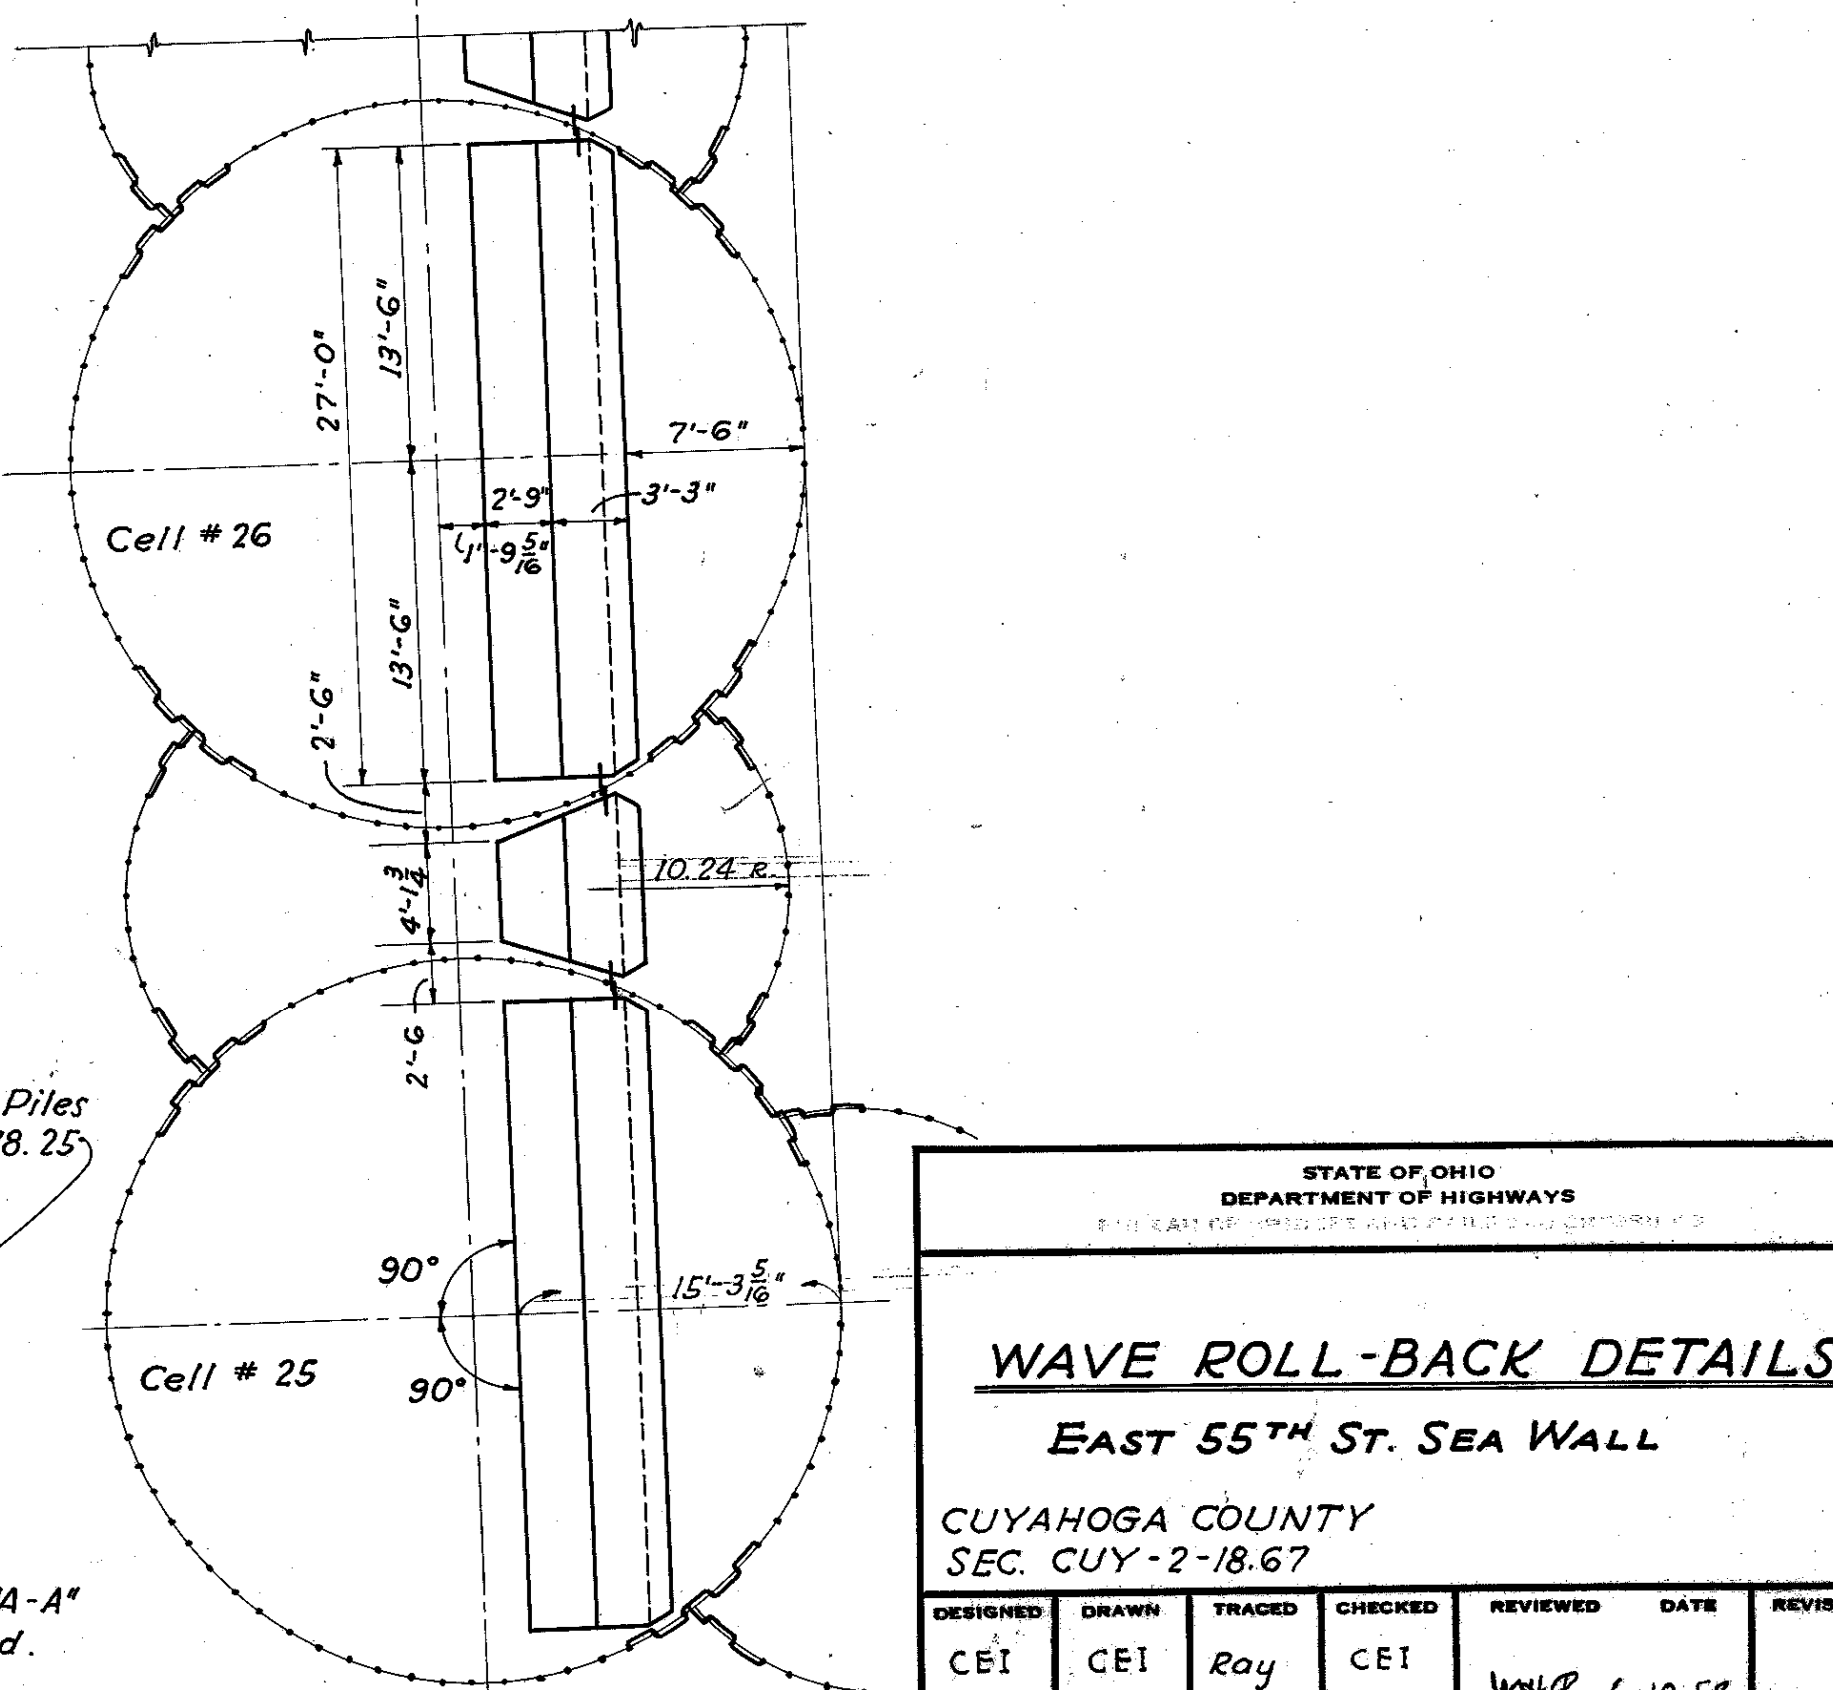 27'-0"
13'-6"
7'-6"
2'-9"
3'-3"
1'-9 5/16"
Cell # 26
13'-6"
2'-6"
10.24 R.
4'-1 3/4
2'-6
Piles
78.25
90°
15'-3 5/16"
Cell # 25
90°
"A-A"
d.
STATE OF OHIO
DEPARTMENT OF HIGHWAYS
WAVE ROLL-BACK DETAILS
EAST 55TH ST. SEA WALL
CUYAHOGA COUNTY
SEC. CUY-2-18.67
DESIGNED DRAWN TRACED CHECKED REVIEWED DATE REVIS
CEI CEI Ray CEI